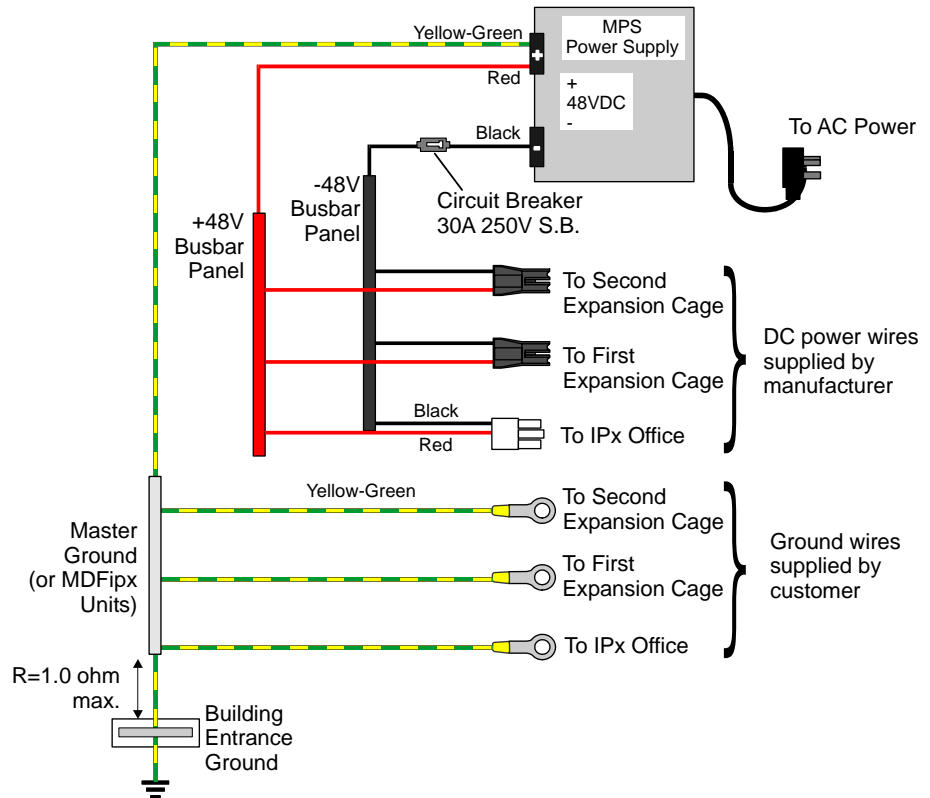 Yellow-Green
MPS
Power Supply
+
Red
+
48VDC
-
To AC Power
Black
-
-48V
Busbar
Panel
Circuit Breaker
30A 250V S.B.
+48V
Busbar
Panel
To Second
Expansion Cage
To First
Expansion Cage
DC power wires
supplied by
manufacturer
Black
Red
To IPx Office
Yellow-Green
To Second
Expansion Cage
Master
Ground
(or MDFipx
Units)
To First
Expansion Cage
Ground wires
supplied by
customer
To IPx Office
R=1.0 ohm
max.
Building
Entrance
Ground